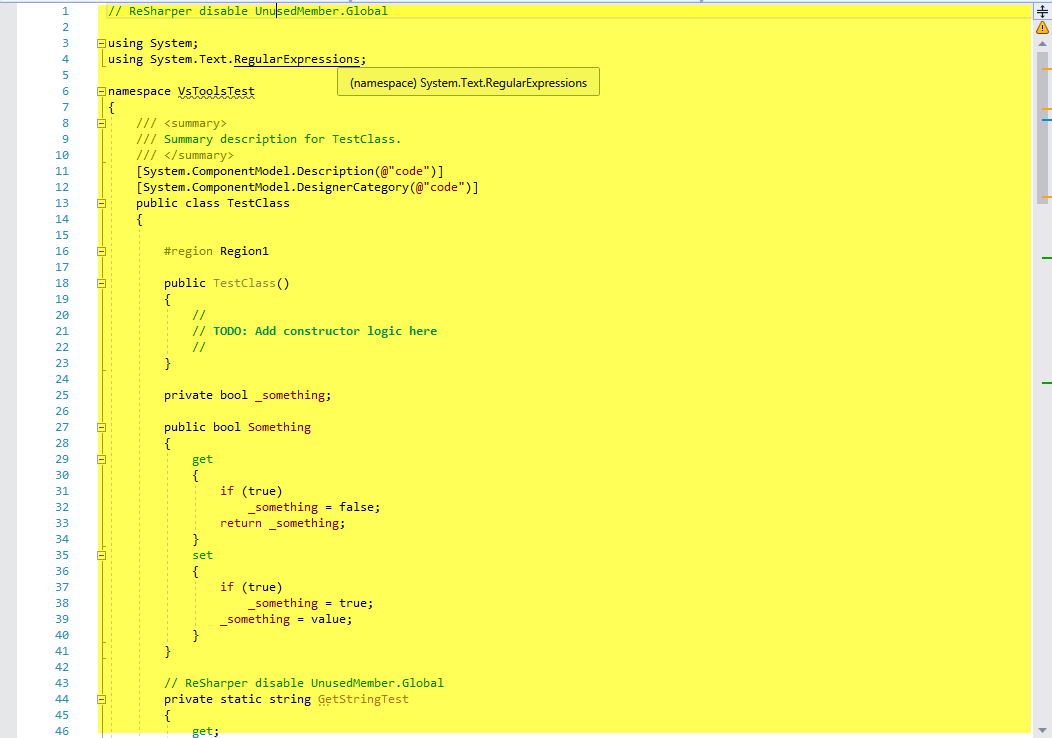 1 // ReSharper disable UnusedMember.Global
2
3 using System;
4 using System.Text.RegularExpressions;
(namespace) System.Text.RegularExpressions
5
6 namespace VsToolsTest
7 {
8 /// <summary>
9 /// Summary description for TestClass.
10 /// </summary>
11 [System.ComponentModel.Description(@"code")]
12 [System.ComponentModel.DesignerCategory(@"code")]
13 public class TestClass
14 {
15
16 #region Region1
17
18 public TestClass()
19 {
20 //
21 // TODO: Add constructor logic here
22 //
23 }
24
25 private bool _something;
26
27 public bool Something
28 {
29 get
30 {
31 if (true)
32 _something = false;
33 return _something;
34 }
35 set
36 {
37 if (true)
38 _something = true;
39 _something = value;
40 }
41 }
42
43 // ReSharper disable UnusedMember.Global
44 private static string GetStringTest
45 {
46 get;